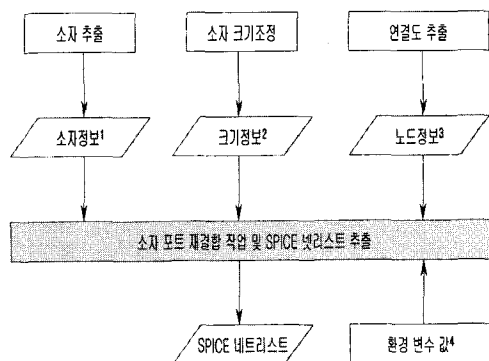 소자 추출
소자 크기조정
연결도 추출
소자정보1
크기정보2
노드정보3
소자 포트 재결합 작업 및 SPICE 넷리스트 추출
SPICE 네트리스트
환경 변수 값4